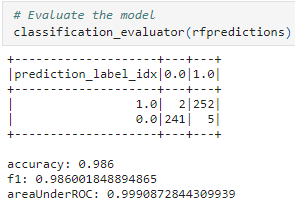 # Evaluate the model
classification_evaluator(rfpredictions)
+--------------------+---+---+
|prediction_label_idx|0.0|1.0|
+--------------------+---+---+
|                 1.0|  2|252|
|                 0.0|241|  5|
+--------------------+---+---+
accuracy: 0.986
f1: 0.986001848894865
areaUnderROC: 0.9990872844309939